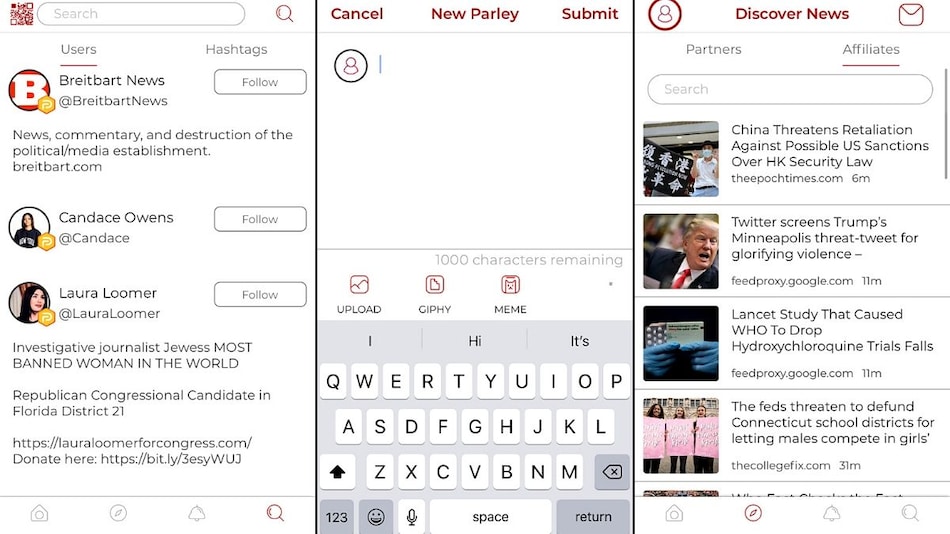 Search
Users
Hashtags
B
Breitbart News
@BreitbartNews
Follow
News, commentary, and destruction of the
political/media establishment.
breitbart.com
NEW YORK
Candace Owens
@Candace
Follow
Laura Loomer
@LauraLoomer
Follow
Investigative journalist Jewess MOST
BANNED WOMAN IN THE WORLD
Republican Congressional Candidate in
Florida District 21
https://lauraloomerforcongress.com/
Donate here: https://bit.ly/3esyWUJ
Cancel
New Parley
Submit
1000 characters remaining
UPLOAD
GIPHY
MEME
I
Hi
It's
Q W E R T Y U I O P
A S D F G H J K L
Z X C V B N M
123
space
return
Discover News
Partners
Affiliates
Search
China Threatens Retaliation
Against Possible US Sanctions
Over HK Security Law
theepochtimes.com 6m
Twitter screens Trump's
Minneapolis threat-tweet for
glorifying violence –
feedproxy.google.com 11m
Lancet Study That Caused
WHO To Drop
Hydroxychloroquine Trials Falls
feedproxy.google.com 11m
The feds threaten to defund
Connecticut school districts for
letting males compete in girls'
thecollegefix.com 31m